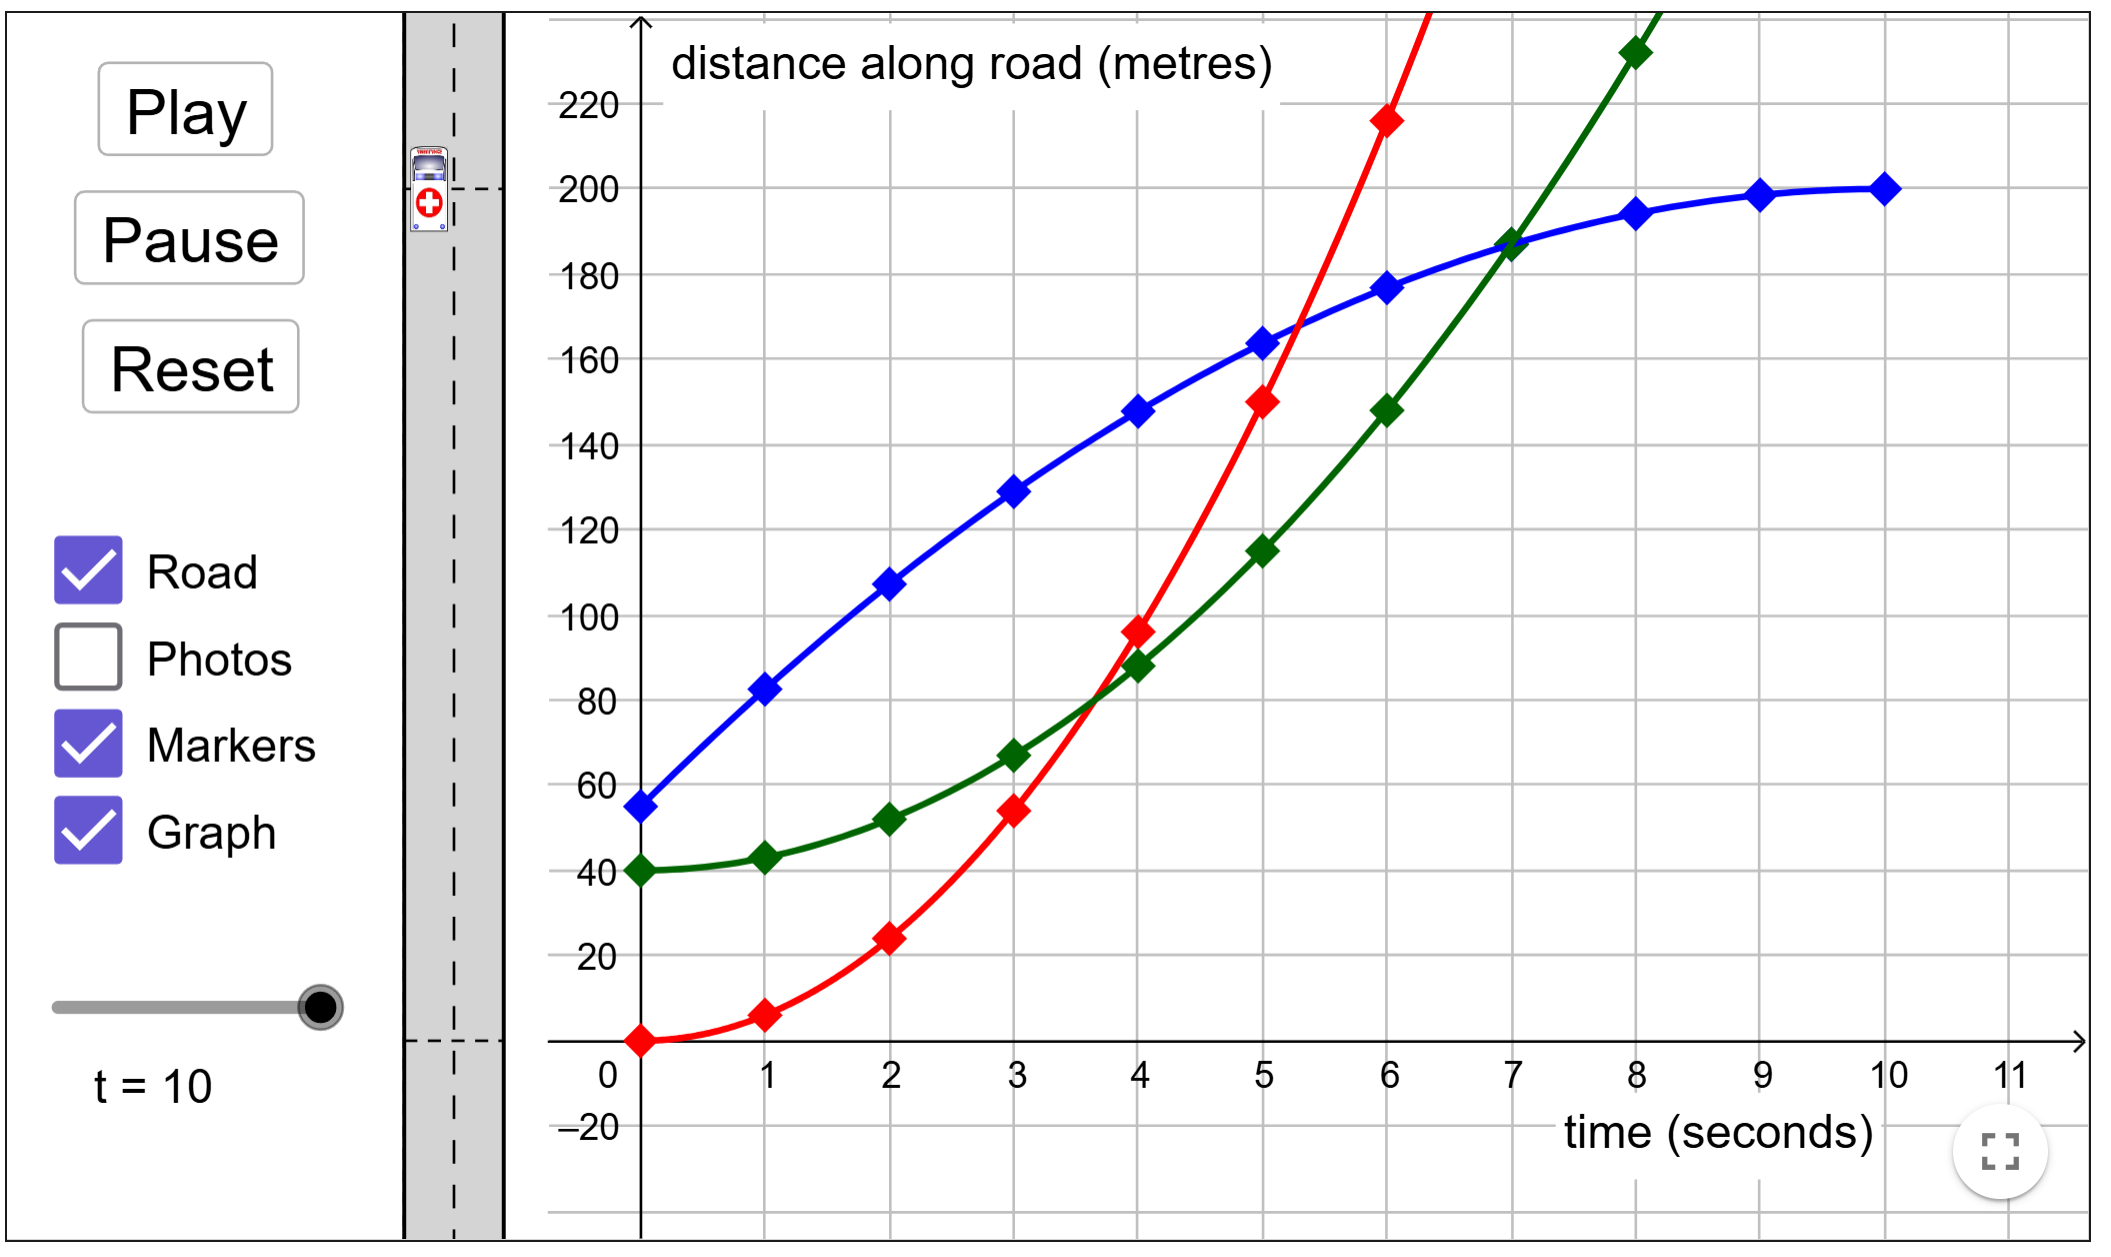 Play
Pause
Reset
Road
Photos
Markers
Graph
t = 10
distance along road (metres)
220
200
180
160
140
120
100
80
60
40
20
0 1 2 3 4 5 6 7 8 9 10 11
–20
time (seconds)